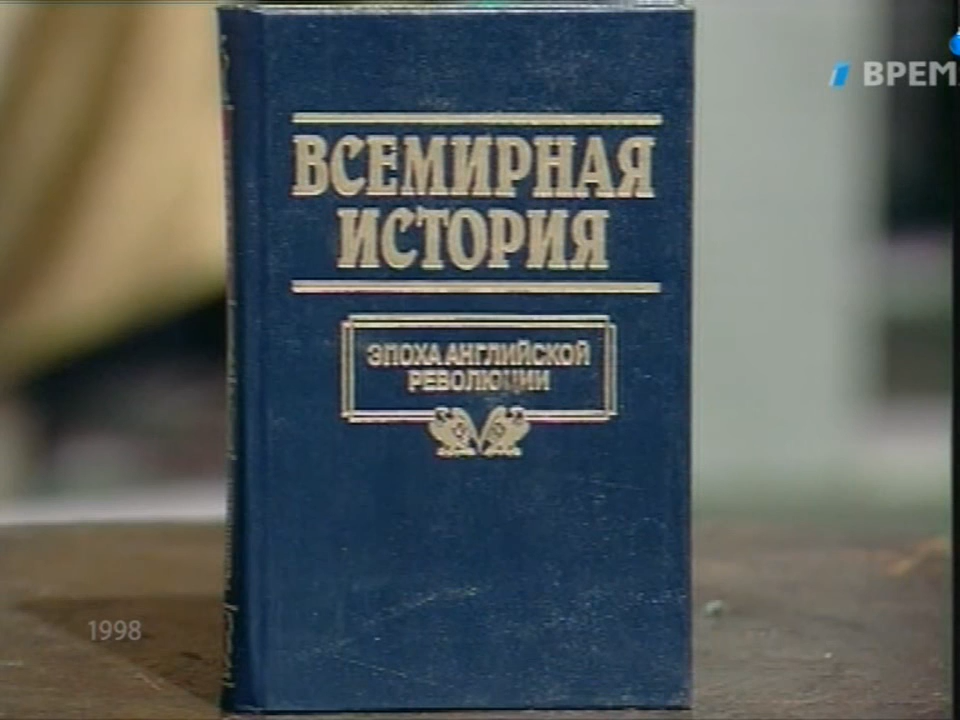 ВРЕМ
ВСЕМИРНАЯ
ИСТОРИЯ
ЭПОХА АНГЛИЙСКОЙ
РЕВОЛЮЦИИ
1998